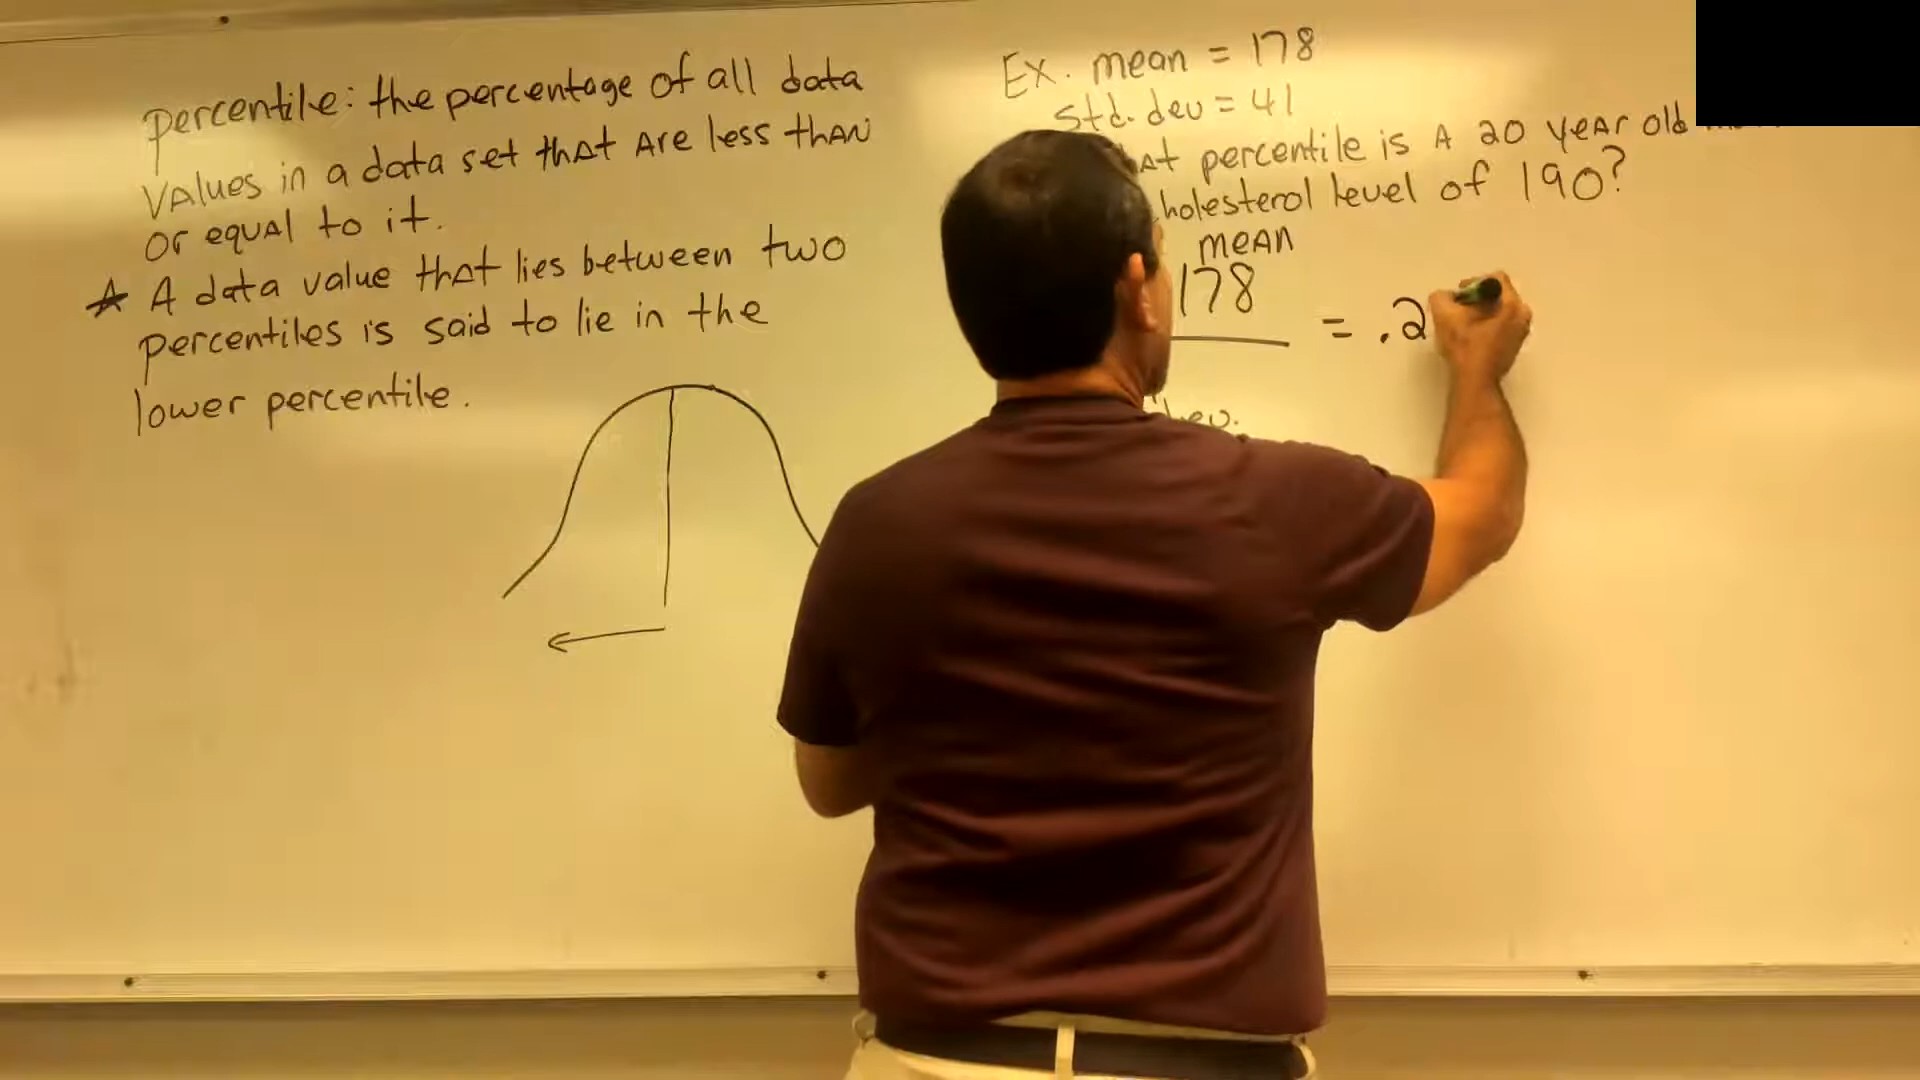 percentile: the percentage of all data
values in a data set that are less than
or equal to it.
★ A data value that lies between two
percentiles is said to lie in the
lower percentile.
Ex. mean = 178
std. dev = 41
percentile is A 20 year old
level of 190?
mean
178
= .2